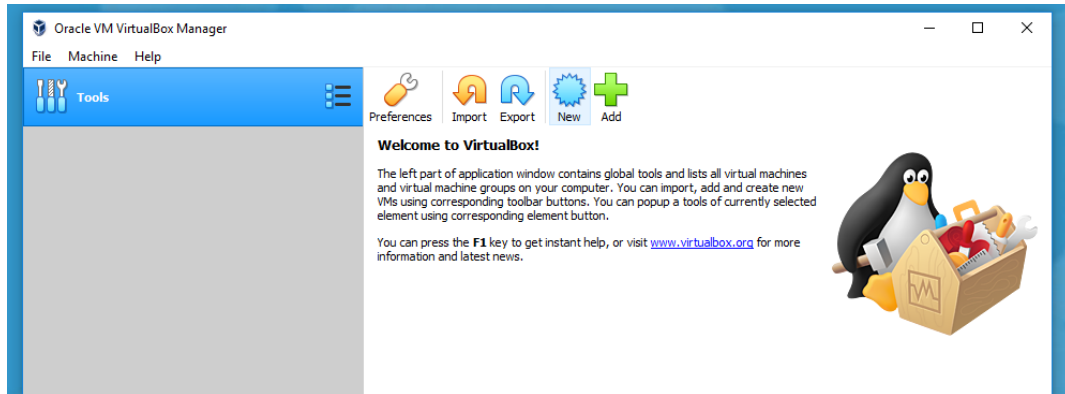 Oracle VM VirtualBox Manager
File Machine Help
Tools
Preferences Import Export New Add
Welcome to VirtualBox!
The left part of application window contains global tools and lists all virtual machines
and virtual machine groups on your computer. You can import, add and create new
VMs using corresponding toolbar buttons. You can popup a tools of currently selected
element using corresponding element button.
You can press the F1 key to get instant help, or visit www.virtualbox.org for more
information and latest news.